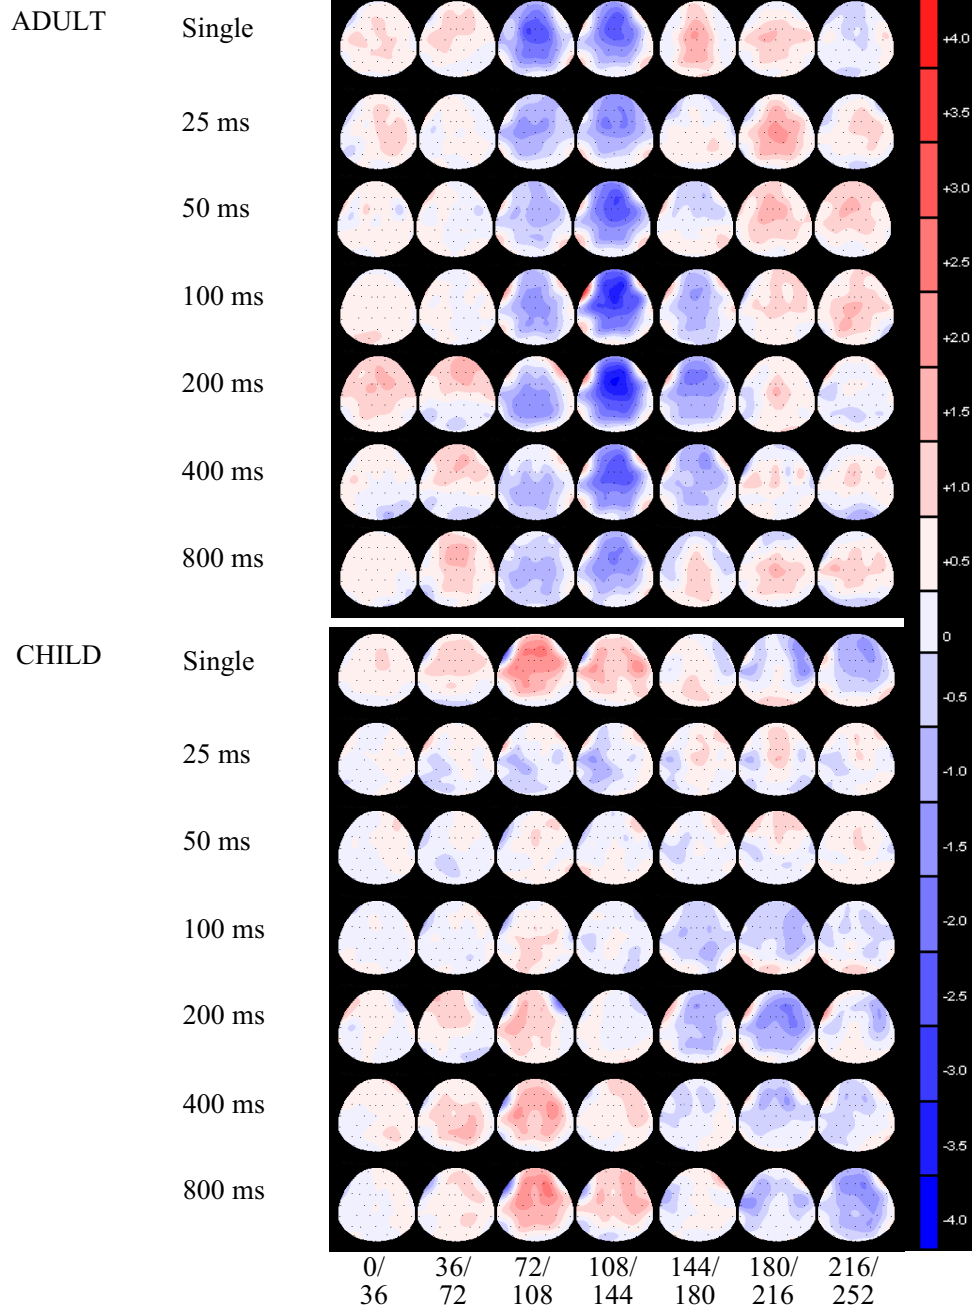 ADULT
Single
25 ms
50 ms
100 ms
200 ms
400 ms
800 ms
CHILD
Single
25 ms
50 ms
100 ms
200 ms
400 ms
800 ms
0/ 36/ 72/ 108/ 144/ 180/ 216/
36 72 108 144 180 216 252
+4.0
+3.5
+3.0
+2.5
+2.0
+1.5
+1.0
+0.5
0
-0.5
-1.0
-1.5
-2.0
-2.5
-3.0
-3.5
-4.0